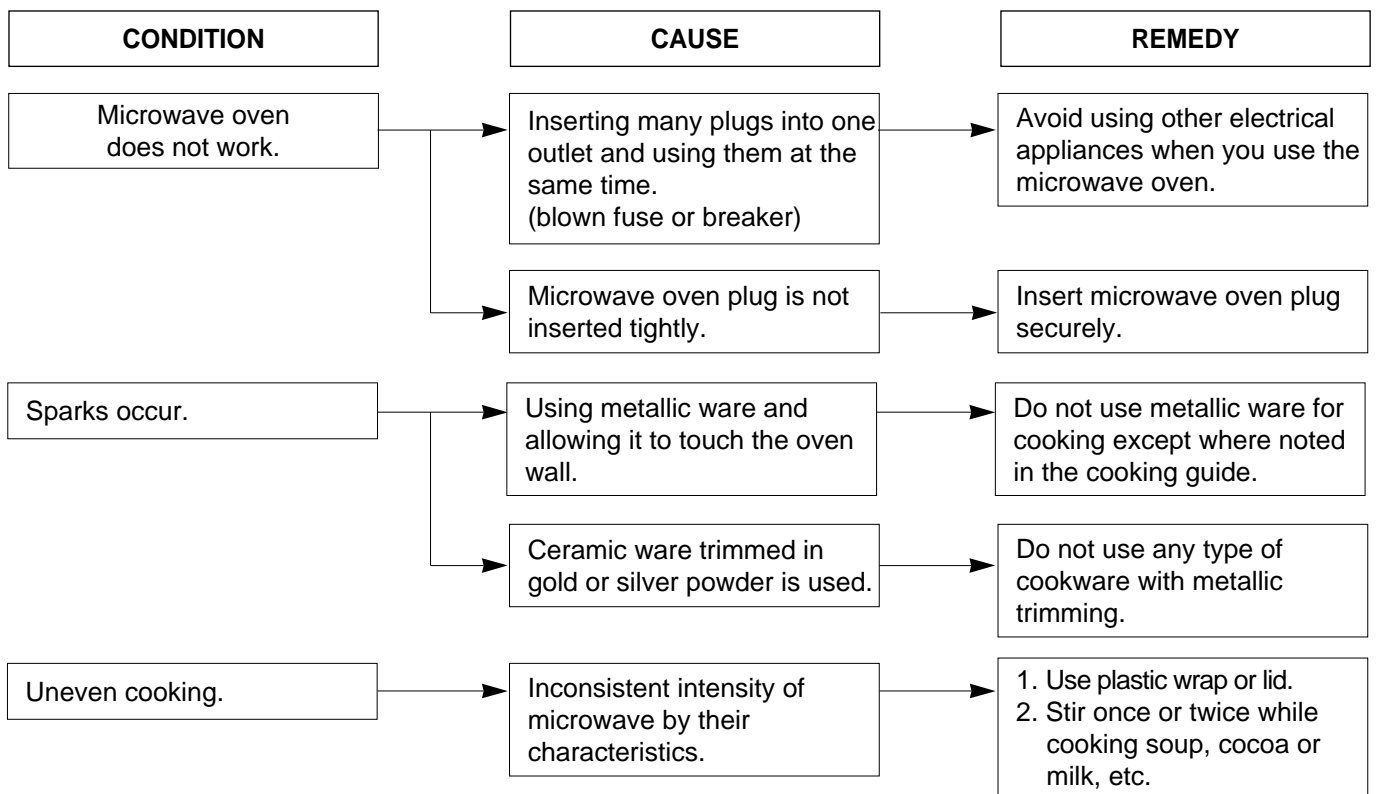 CONDITION
CAUSE
REMEDY
Microwave oven
does not work.
Inserting many plugs into one
outlet and using them at the
same time.
(blown fuse or breaker)
Avoid using other electrical
appliances when you use the
microwave oven.
Microwave oven plug is not
inserted tightly.
Insert microwave oven plug
securely.
Sparks occur.
Using metallic ware and
allowing it to touch the oven
wall.
Do not use metallic ware for
cooking except where noted
in the cooking guide.
Ceramic ware trimmed in
gold or silver powder is used.
Do not use any type of
cookware with metallic
trimming.
Uneven cooking.
Inconsistent intensity of
microwave by their
characteristics.
1. Use plastic wrap or lid.
2. Stir once or twice while
cooking soup, cocoa or
milk, etc.